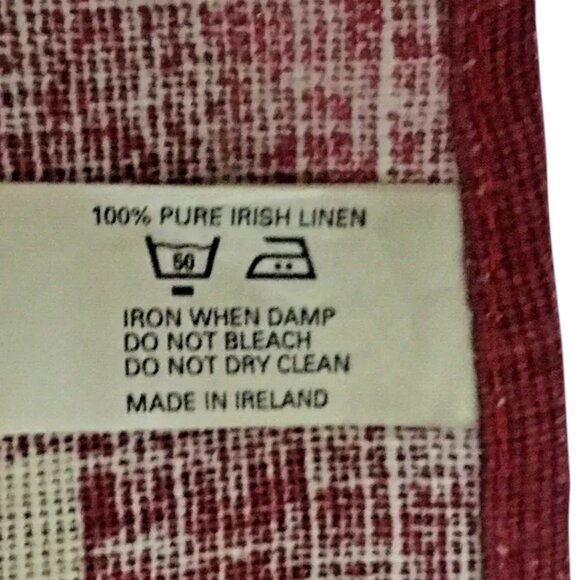 100% PURE IRISH LINEN
50
IRON WHEN DAMP
DO NOT BLEACH
DO NOT DRY CLEAN
MADE IN IRELAND